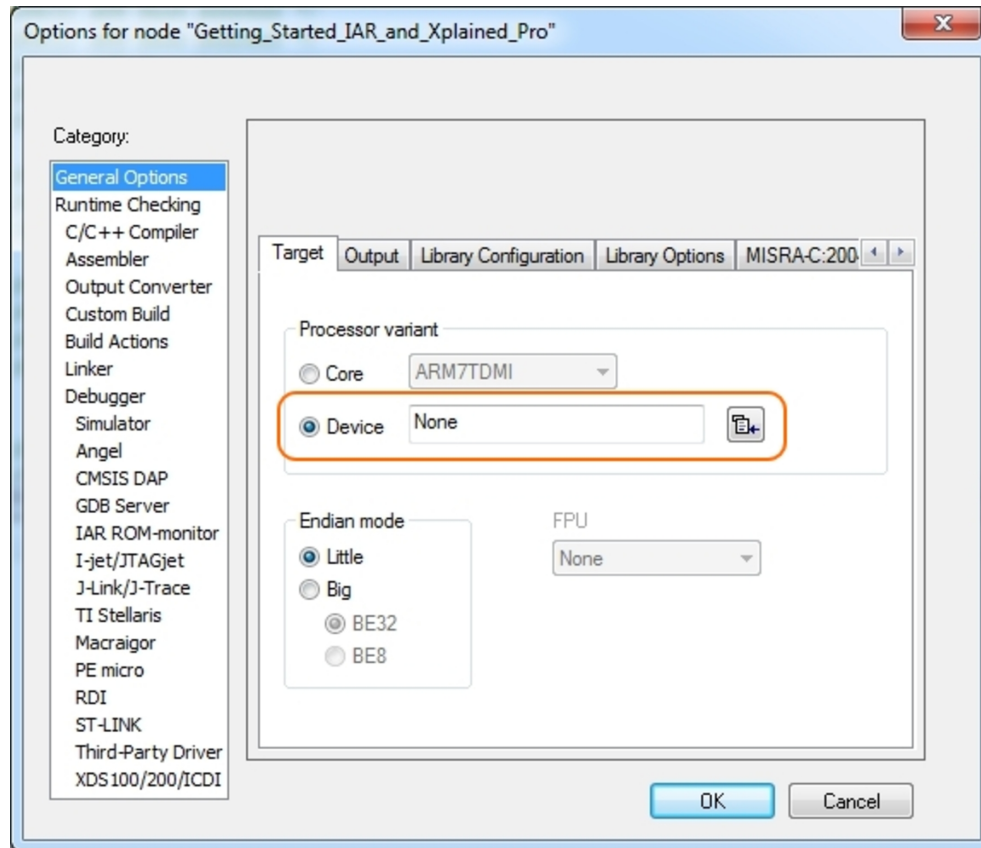 Options for node "Getting_Started_IAR_and_Xplained_Pro"
Category:
General Options
Runtime Checking
C/C++ Compiler
Assembler
Output Converter
Custom Build
Build Actions
Linker
Debugger
Simulator
Angel
CMSIS DAP
GDB Server
IAR ROM-monitor
I-jet/JTAGjet
J-Link/J-Trace
TI Stellaris
Macraigor
PE micro
RDI
ST-LINK
Third-Party Driver
XDS100/200/ICDI
Target Output Library Configuration Library Options MISRA-C:200
Processor variant
Core ARM7TDMI
Device None
Endian mode
Little
Big
BE32
BE8
FPU
None
OK Cancel